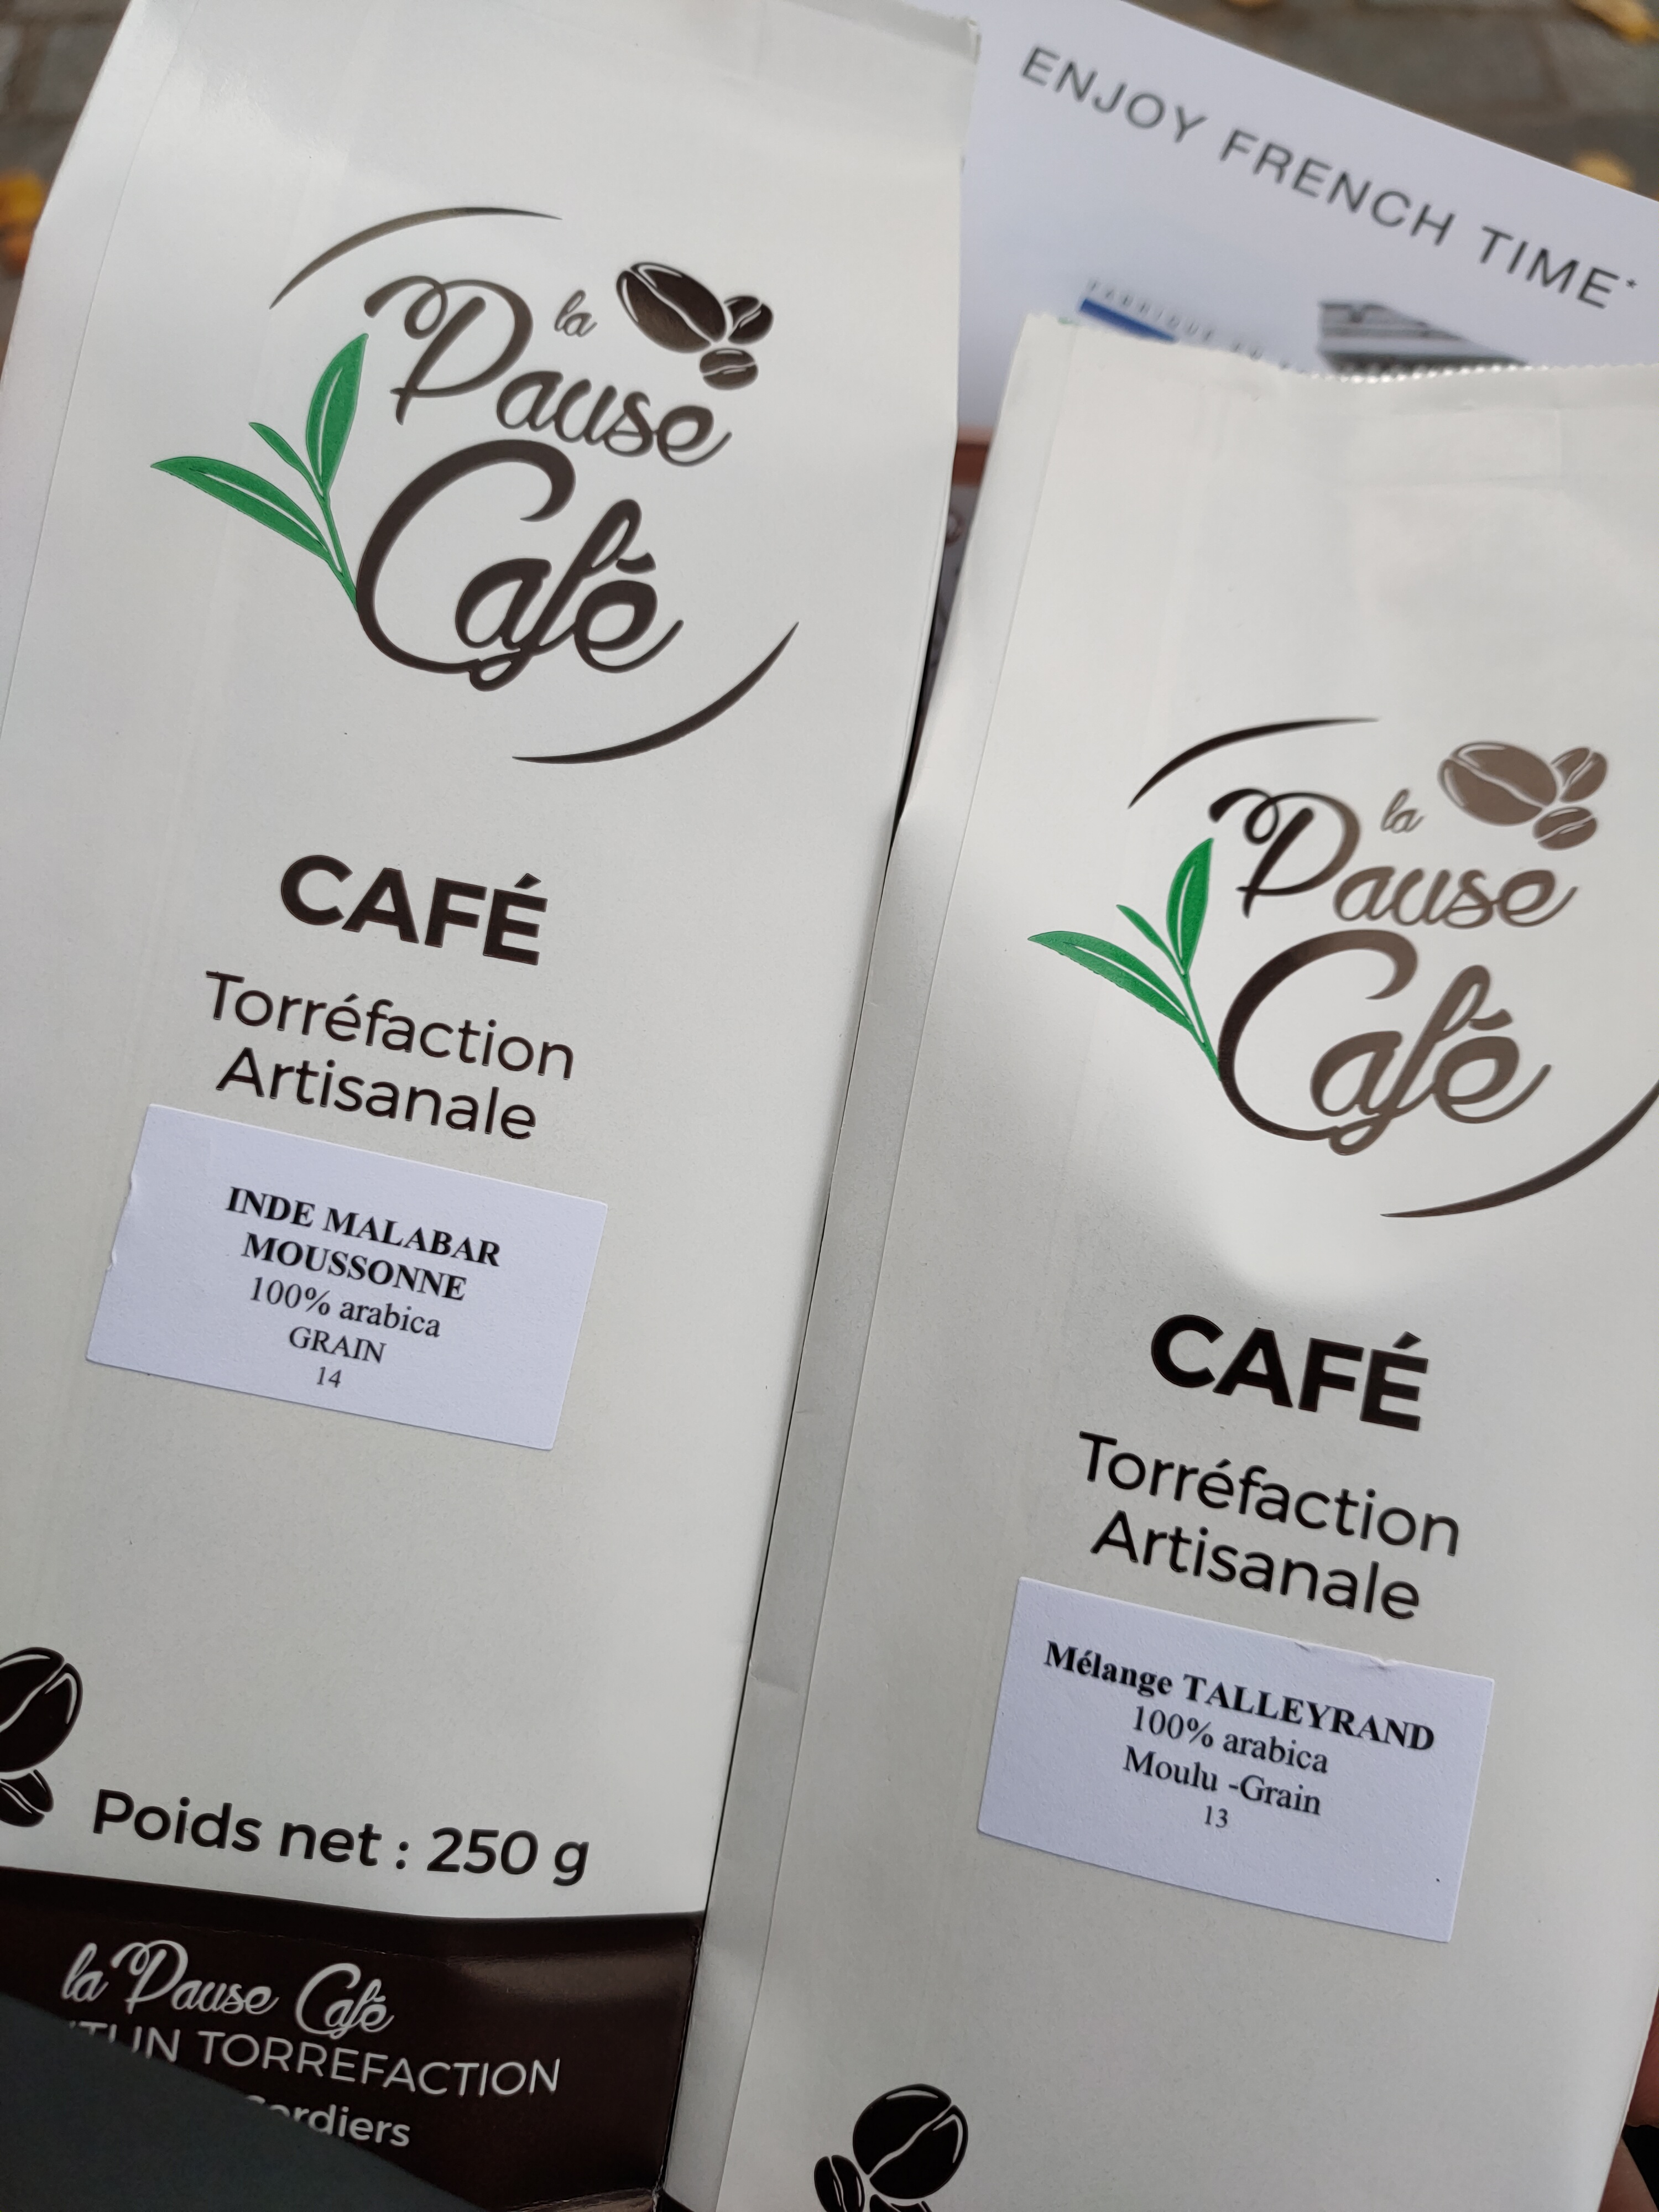 ENJOY FRENCH TIME*
la
Pause
Café
CAFÉ
Torréfaction
Artisanale
INDE MALABAR
MOUSSONNE
100% arabica
GRAIN
14
Poids net : 250 g
la Pause Café
TORREFACTION
la
Pause
Café
CAFÉ
Torréfaction
Artisanale
Mélange TALLEYRAND
100% arabica
Moulu -Grain
13